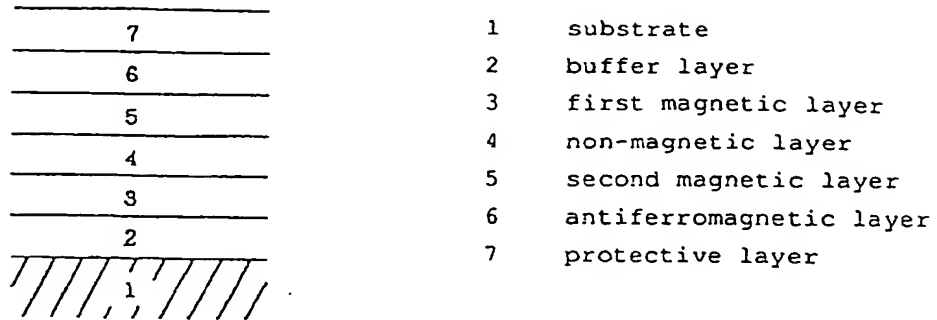 7
6
5
4
3
2
1
1 substrate
2 buffer layer
3 first magnetic layer
4 non-magnetic layer
5 second magnetic layer
6 antiferromagnetic layer
7 protective layer